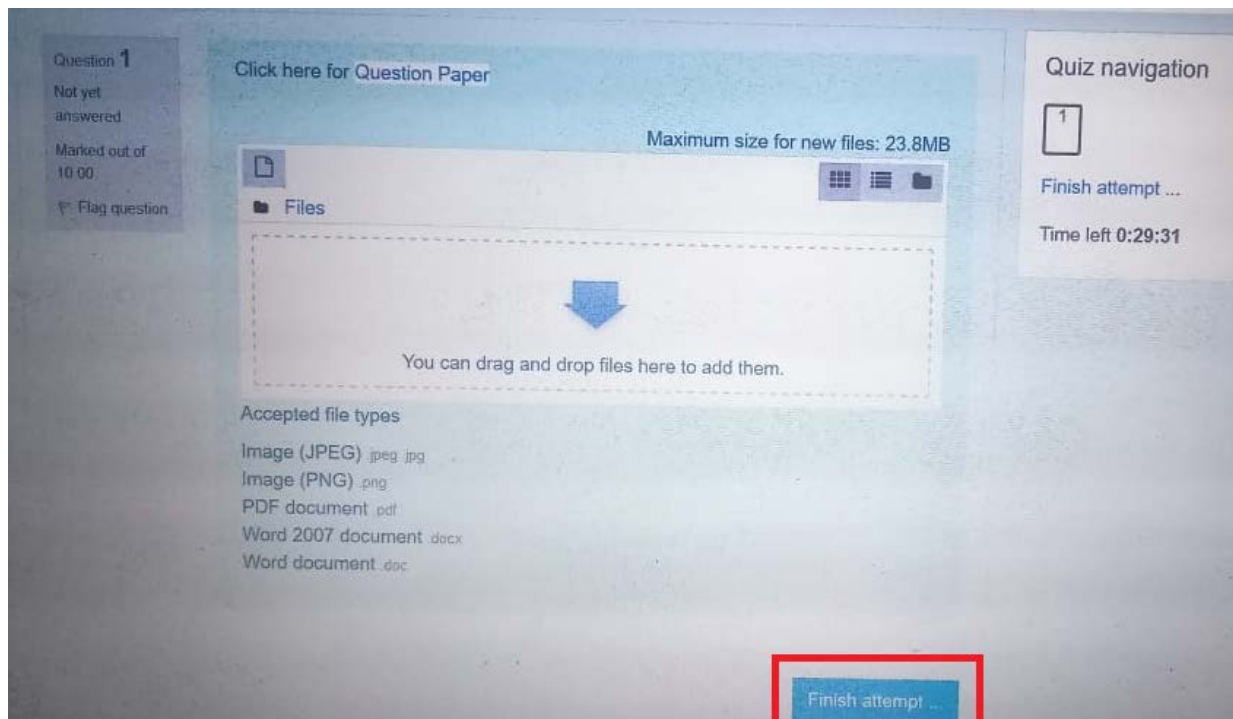 Question 1
Not yet
answered
Marked out of
10.00
Flag question
Click here for Question Paper
Maximum size for new files: 23.8MB
Files
You can drag and drop files here to add them.
Accepted file types
Image (JPEG) .jpeg .jpg
Image (PNG) .png
PDF document .pdf
Word 2007 document .docx
Word document .doc
Finish attempt ...
Quiz navigation
1
Finish attempt ...
Time left 0:29:31